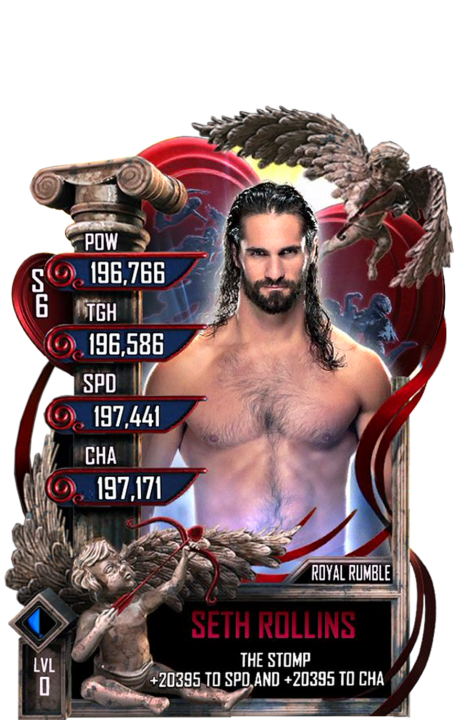 POW
196,766
S
6
TGH
196,586
SPD
197,441
CHA
197,171
ROYAL RUMBLE
SETH ROLLINS
THE STOMP
+20395 TO SPD AND +20395 TO CHA
LVL
0